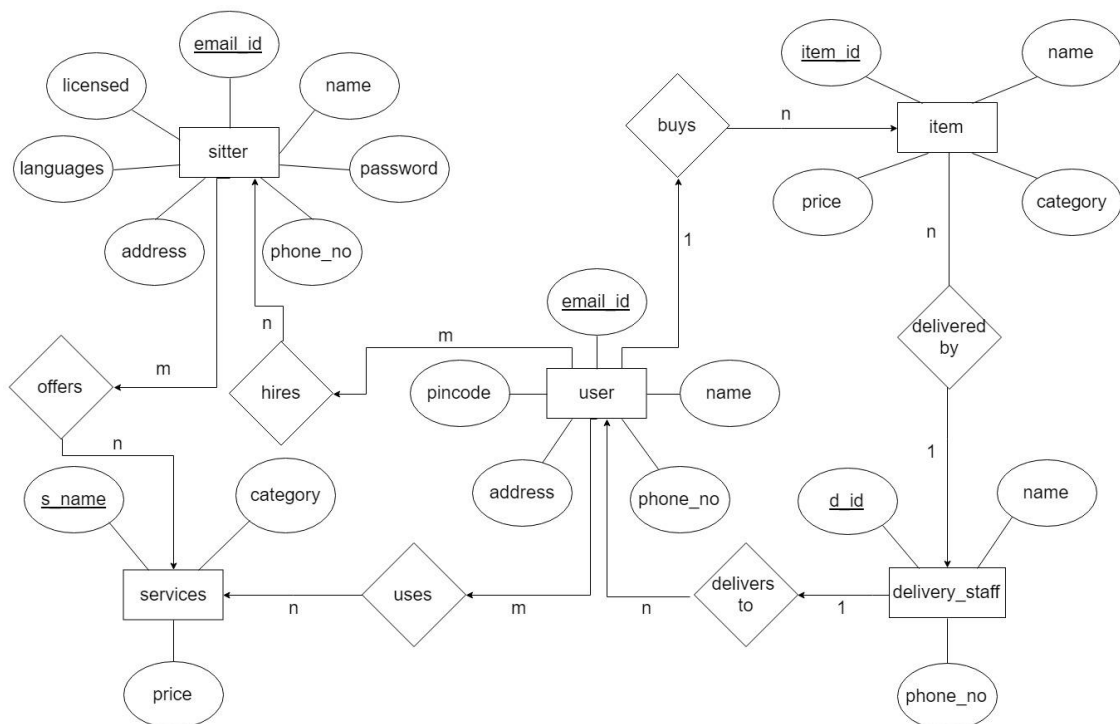 email_id
licensed
name
sitter
languages
password
address
phone_no
item_id
name
buys
n
item
price
category
1
n
email_id
delivered
by
m
n
offers
m
hires
pincode
user
name
n
1
address
phone_no
s_name
category
d_id
name
services
n
uses
m
n
delivers
to
1
delivery_staff
price
phone_no